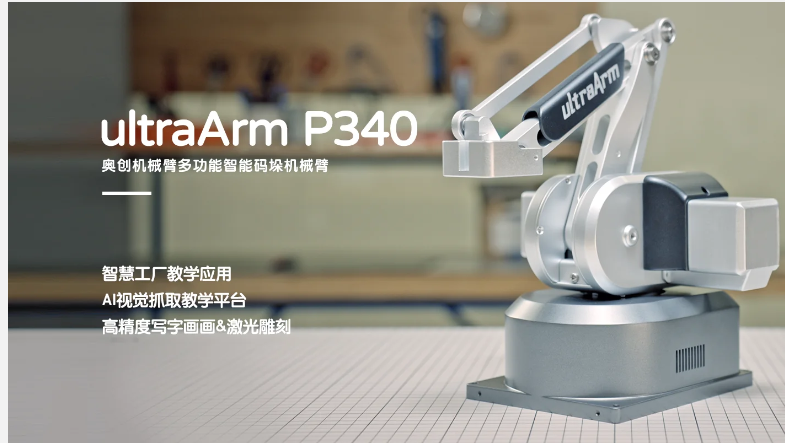 ultraArm
ultraArm P340
奥创机械臂多功能智能码垛机械臂
智慧工厂教学应用
AI视觉抓取教学平台
高精度写字画画&激光雕刻